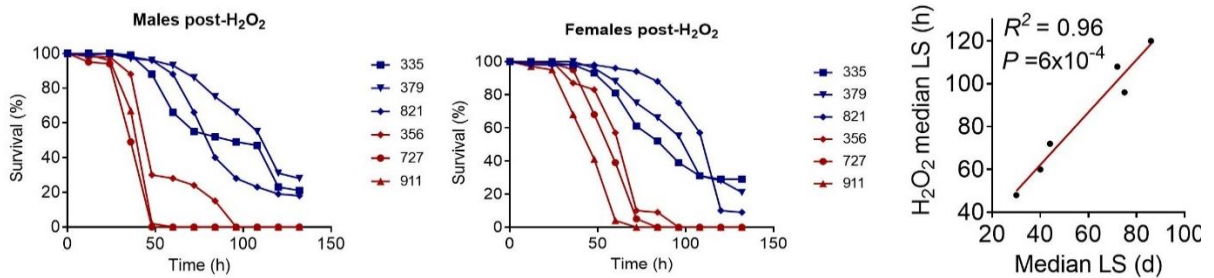 Males post-H₂O₂
Survival (%)
100
80
60
40
20
0
0 50 100 150
Time (h)
335
379
821
356
727
911
Females post-H₂O₂
Survival (%)
100
80
60
40
20
0
0 50 100 150
Time (h)
335
379
821
356
727
911
H₂O₂ median LS (h)
R² = 0.96
P =6x10⁻⁴
120
100
80
60
40
20 40 60 80 100
Median LS (d)